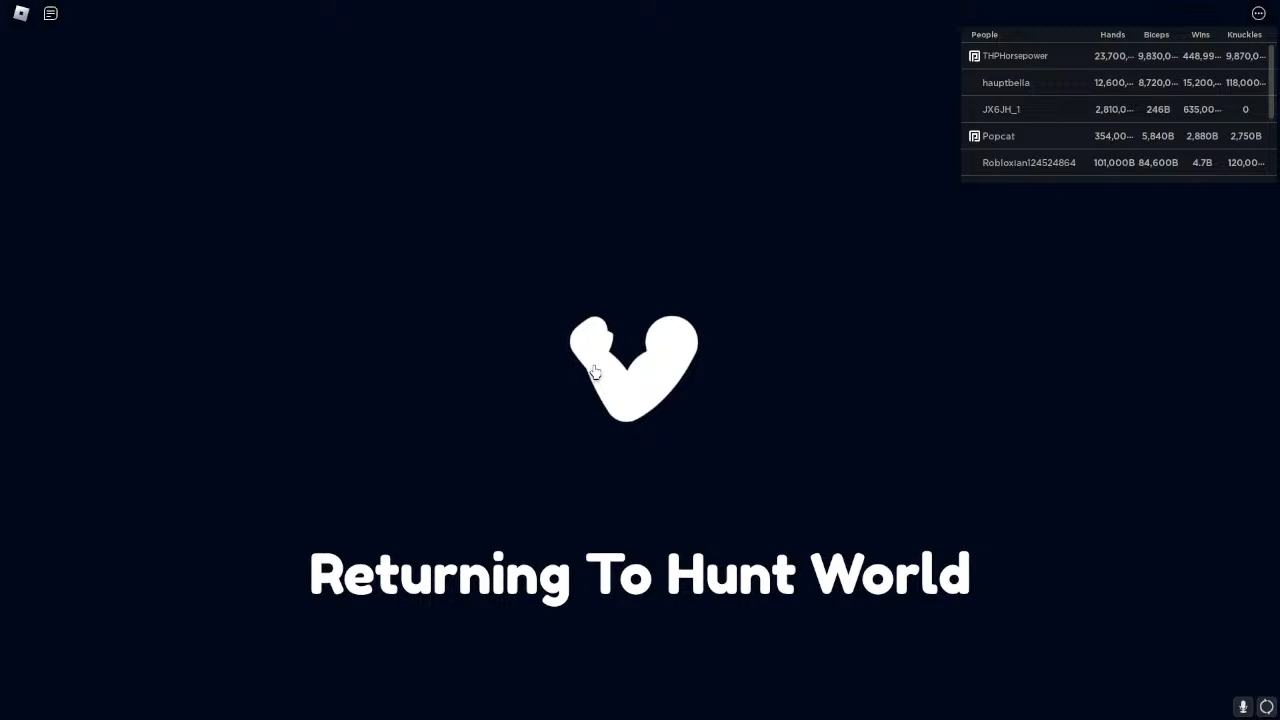 People Hands Biceps Wins Knuckles
THPHorsepower 23,700,... 9,830,0... 448,99... 9,870,0...
hauptbella 12,600,... 8,720,0... 15,200,... 118,000...
JX6JH_1 2,810,0... 246B 635,00... 0
Popcat 354,00... 5,840B 2,880B 2,750B
Robloxian124524864 101,000B 84,600B 4.7B 120,00...
Returning To Hunt World